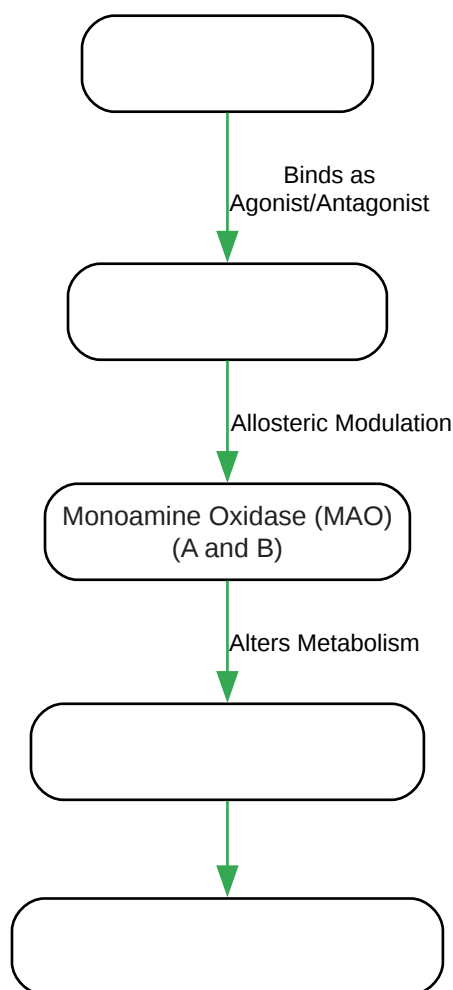 Binds as
Agonist/Antagonist
Allosteric Modulation
Monoamine Oxidase (MAO)
(A and B)
Alters Metabolism